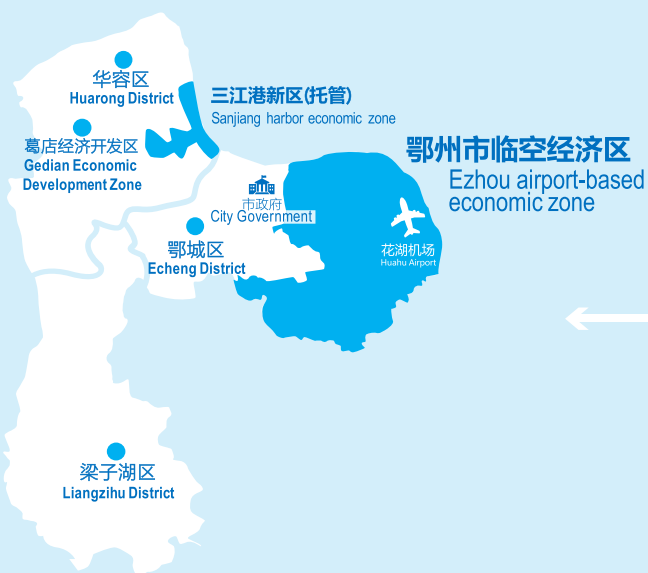 华容区
Huarong District
三江港新区(托管)
Sanjiang harbor economic zone
葛店经济开发区
Gedian Economic
Development Zone
鄂州市临空经济区
Ezhou airport-based
economic zone
市政府
City Government
鄂城区
Echeng District
花湖机场
Huahu Airport
梁子湖区
Liangzihu District